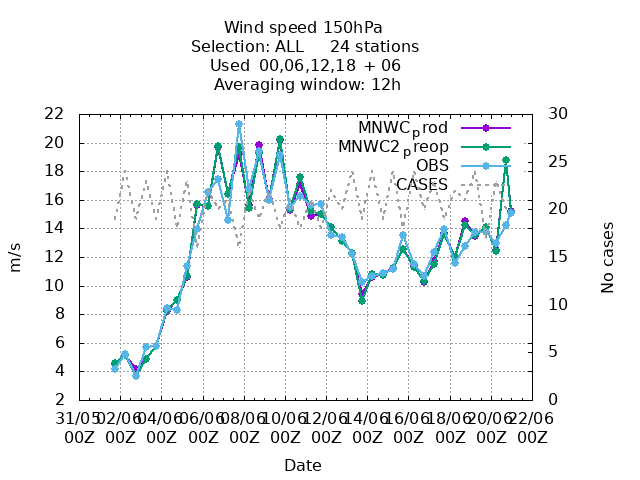 Wind speed 150hPa
Selection: ALL 24 stations
Used 00,06,12,18 + 06
Averaging window: 12h
22 30
MNWCprod
20 MNWC2preop
25
18 OBS
CASES
16
20
14
12 15
10
10
8
6
5
4
2 0
m/s
No cases
31/05 02/06 04/06 06/06 08/06 10/06 12/06 14/06 16/06 18/06 20/06 22/06
00Z 00Z 00Z 00Z 00Z 00Z 00Z 00Z 00Z 00Z 00Z 00Z
Date